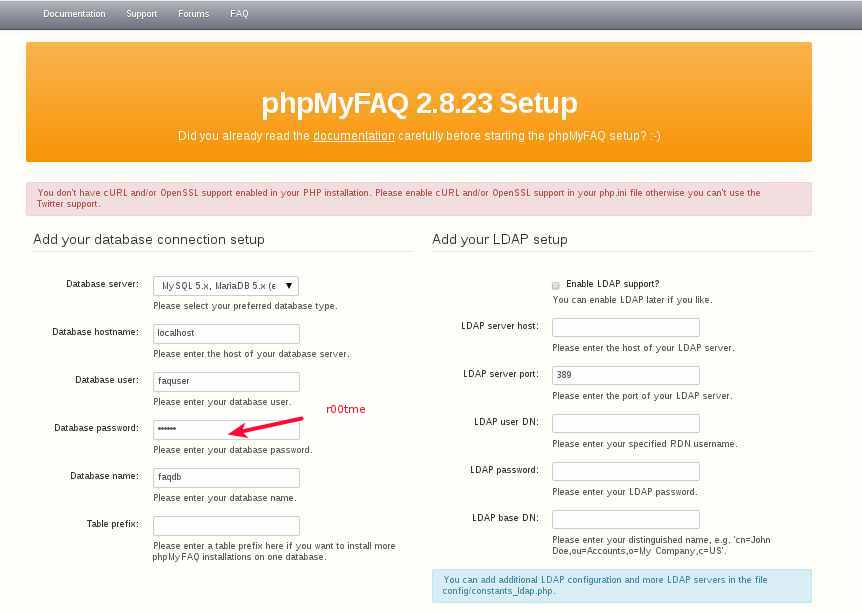 Documentation Support Forums FAQ
phpMyFAQ 2.8.23 Setup
Did you already read the documentation carefully before starting the phpMyFAQ setup? :-)
You don't have cURL and/or OpenSSL support enabled in your PHP installation. Please enable cURL and/or OpenSSL support in your php.ini file otherwise you can't use the
Twitter support.
Add your database connection setup
Database server: MySQL 5.x, MariaDB 5.x (e
Please select your preferred database type.
Database hostname: localhost
Please enter the host of your database server.
Database user: faquser
Please enter your database user.
r00tme
Database password: ••••••
Please enter your database password.
Database name: faqdb
Please enter your database name.
Table prefix:
Please enter a table prefix here if you want to install more
phpMyFAQ installations on one database.
Add your LDAP setup
Enable LDAP support?
You can enable LDAP later if you like.
LDAP server host:
Please enter the host of your LDAP server.
LDAP server port: 389
Please enter the port of your LDAP server.
LDAP user DN:
Please enter your specified RDN username.
LDAP password:
Please enter your LDAP password.
LDAP base DN:
Please enter your distinguished name, e.g. 'cn=John
Doe,ou=Accounts,o=My Company,c=US'.
You can add additional LDAP configuration and more LDAP servers in the file
config/constants_ldap.php.